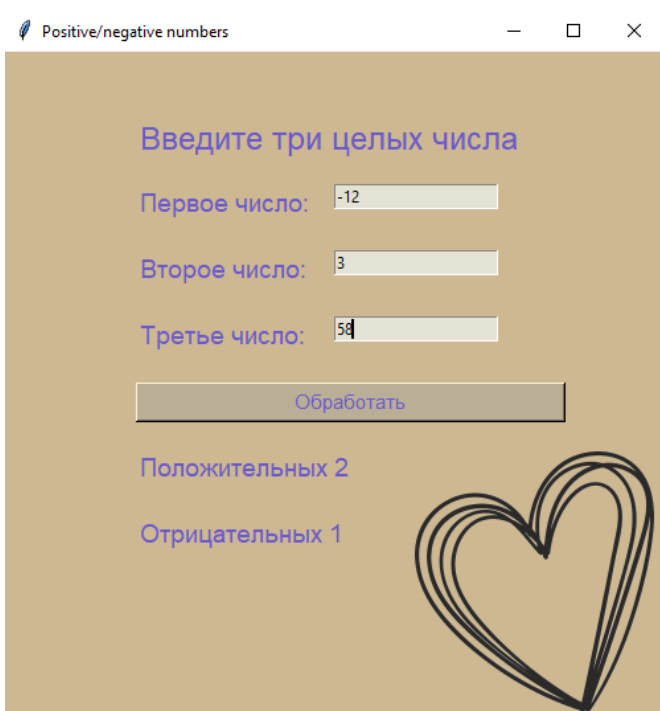 Positive/negative numbers
Введите три целых числа
Первое число: -12
Второе число: 3
Третье число: 58
Обработать
Положительных 2
Отрицательных 1